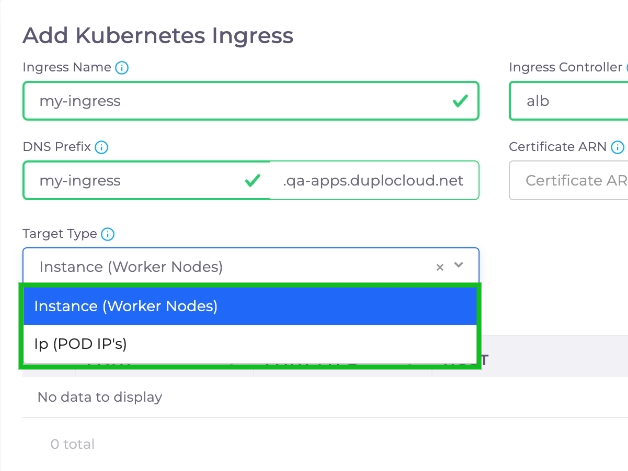 Add Kubernetes Ingress
Ingress Name
Ingress Controller
my-ingress
alb
DNS Prefix
Certificate ARN
my-ingress
.qa-apps.duplocloud.net
Certificate AR
Target Type
Instance (Worker Nodes)
Instance (Worker Nodes)
Ip (POD IP's)
No data to display
0 total